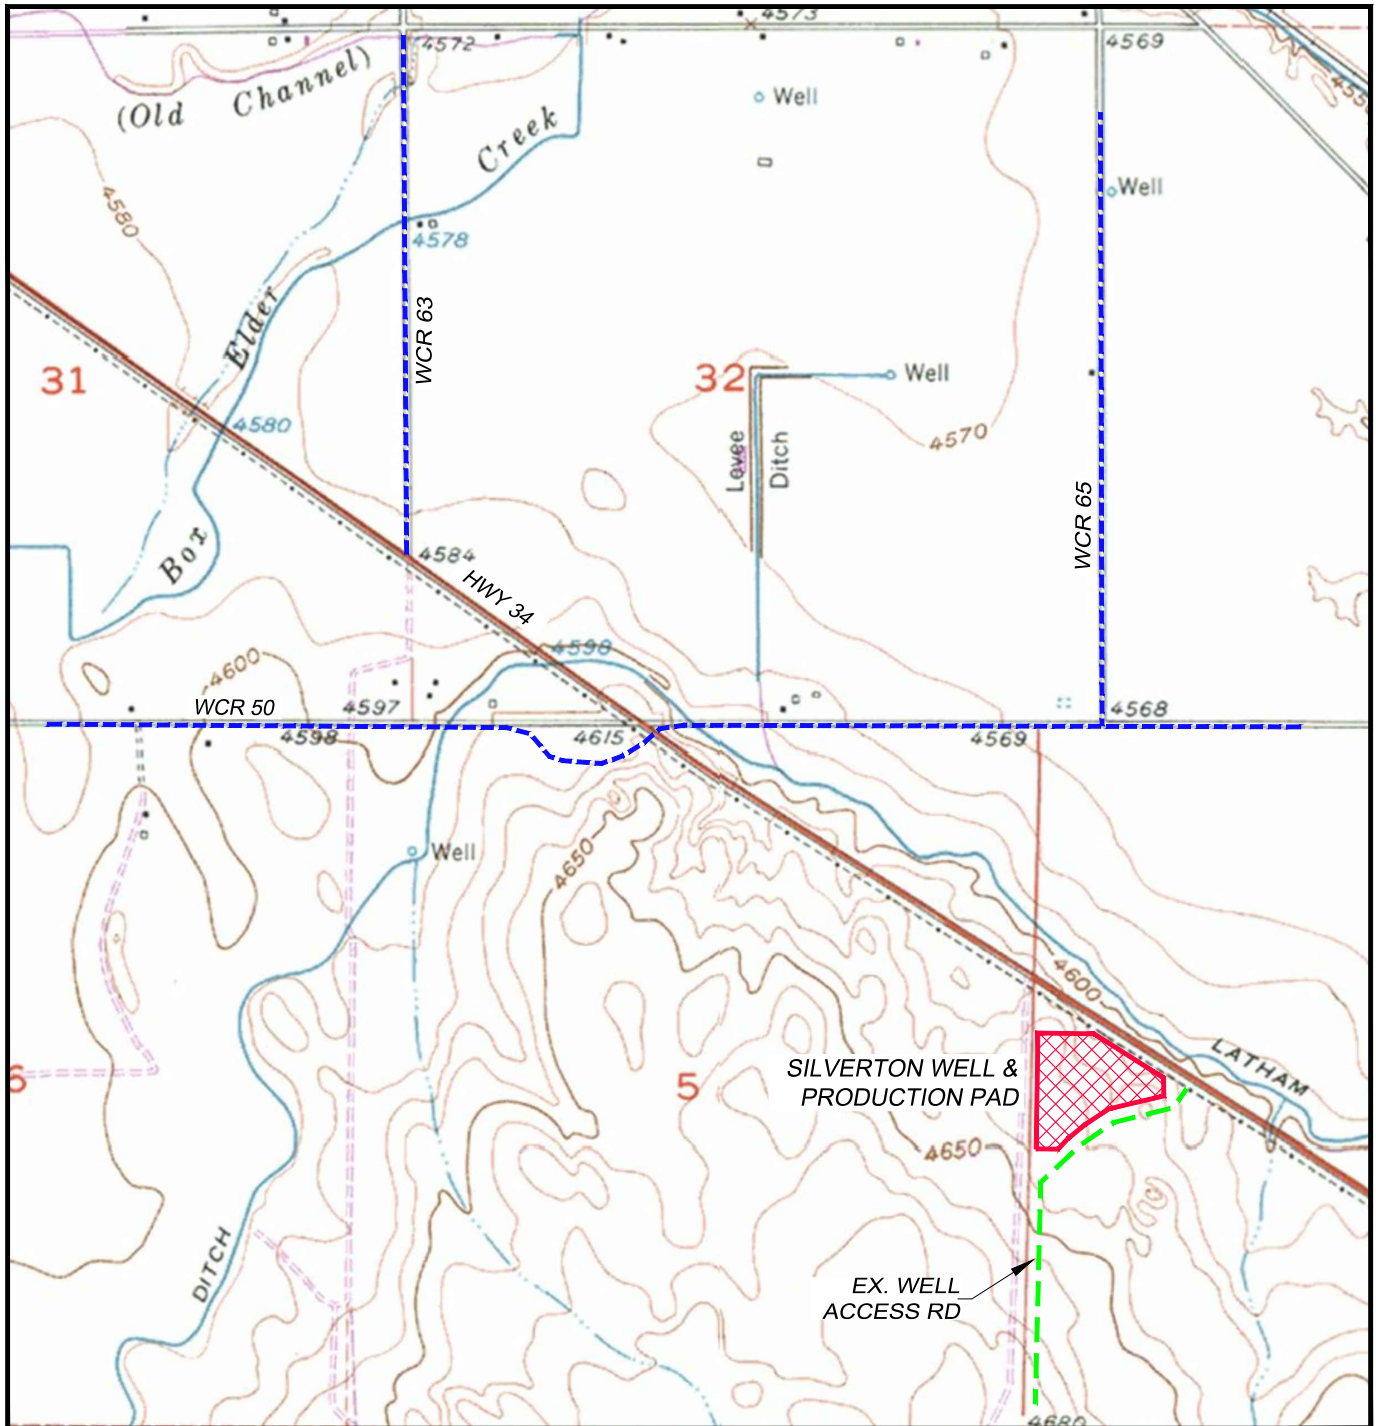 4573
4572
4569
(Old Channel)
Well
Creek
Well
4580
4578
WCR 63
Elder
31
32
Well
4580
4570
Levee
Ditch
WCR 65
Box
4584
HWY 34
4598
4600
WCR 50
4597
4568
4598
4615
4569
4650
Well
4600
LATHAM
6
5
SILVERTON WELL &
PRODUCTION PAD
4650
DITCH
EX. WELL
ACCESS RD
4680